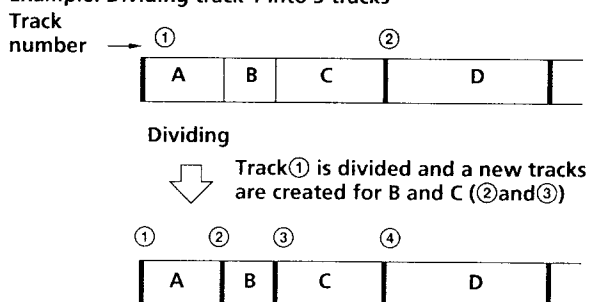 Example: Dividing track 1 into 3 tracks
Track
number → ① ②
A B C D
Dividing
Track① is divided and a new tracks
are created for B and C (②and③)
① ② ③ ④
A B C D